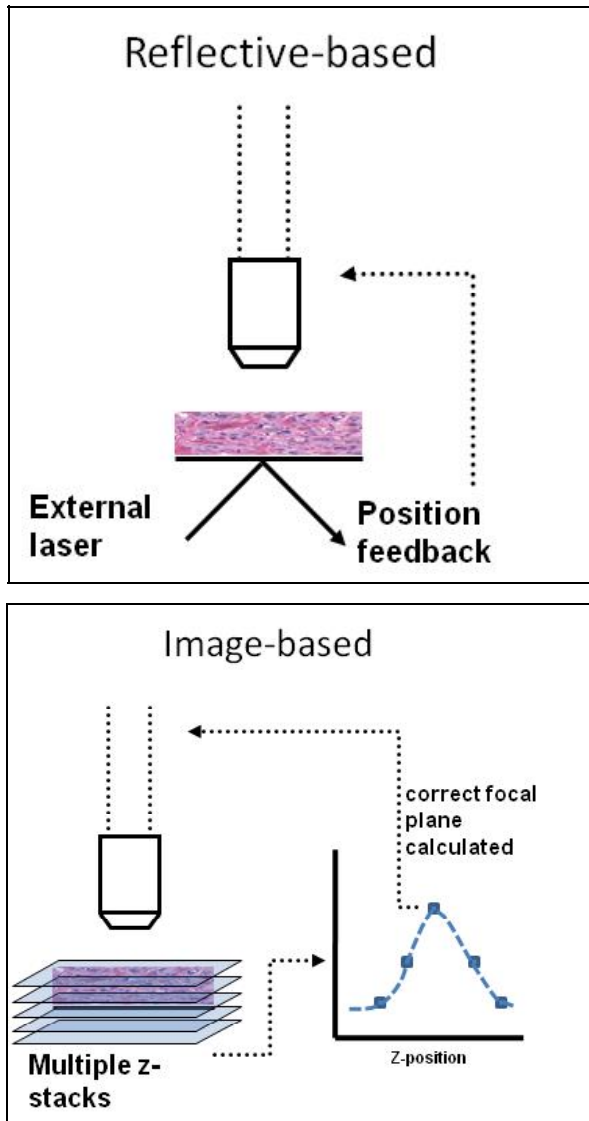 Reflective-based
External
laser
Position
feedback
Image-based
correct focal
plane
calculated
Multiple z-
stacks
Z-position